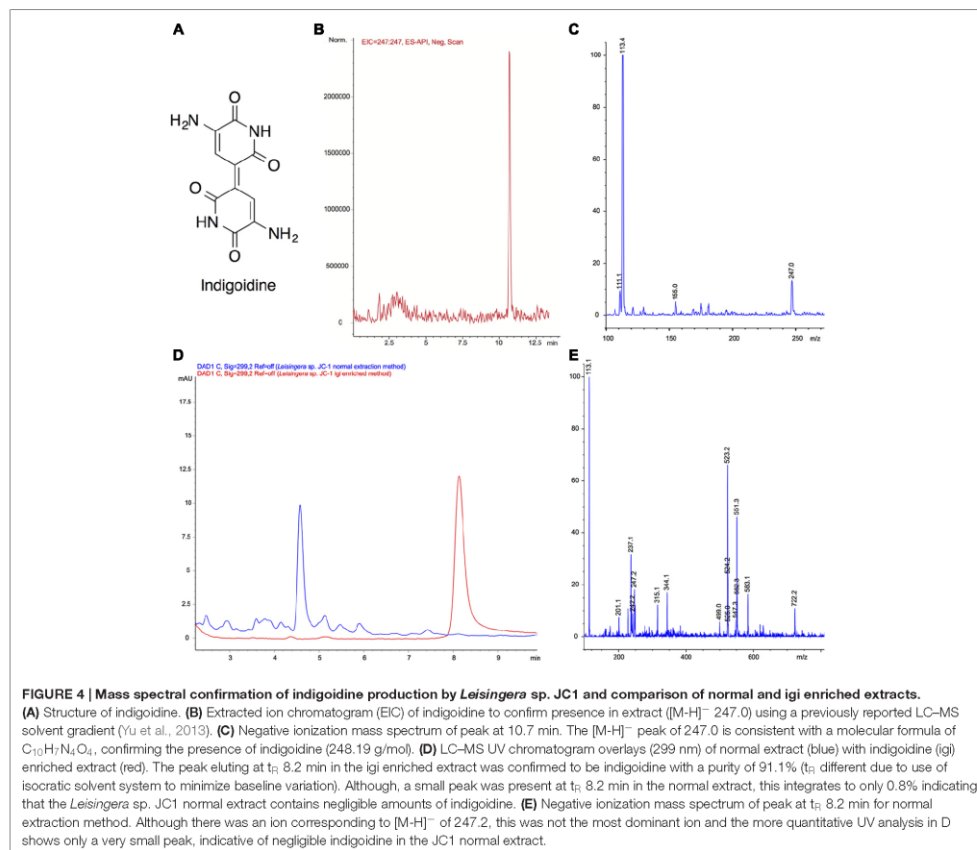 A
B
C
Norm.
EIC=247:247, ES-API, Neg, Scan
2000000
1500000
1000000
500000
0
2.5
5
7.5
10
12.5
min
O
H₂N
NH
O
O
HN
NH₂
O
Indigoidine
100
80
60
40
20
0
113.4
111.1
155.0
247.0
100
150
200
250
m/z
D
E
DAD1 C, Sig=299,2 Ref=off (Leisingera sp. JC-1 normal extraction method)
DAD1 C, Sig=299,2 Ref=off (Leisingera sp. JC-1 igi enriched method)
mAU
17.5
15
12.5
10
7.5
5
2.5
0
3
4
5
6
7
8
9
min
100
80
60
40
20
0
113.1
201.1
237.1
247.2
315.1
344.1
499.0
523.2
524.2
551.3
583.1
722.2
200
400
600
m/z
FIGURE 4 | Mass spectral confirmation of indigoidine production by Leisingera sp. JC1 and comparison of normal and igi enriched extracts.
(A) Structure of indigoidine. (B) Extracted ion chromatogram (EIC) of indigoidine to confirm presence in extract ([M-H]⁻ 247.0) using a previously reported LC–MS
solvent gradient (Yu et al., 2013). (C) Negative ionization mass spectrum of peak at 10.7 min. The [M-H]⁻ peak of 247.0 is consistent with a molecular formula of
C₁₀H₇N₄O₄, confirming the presence of indigoidine (248.19 g/mol). (D) LC–MS UV chromatogram overlays (299 nm) of normal extract (blue) with indigoidine (igi)
enriched extract (red). The peak eluting at tR 8.2 min in the igi enriched extract was confirmed to be indigoidine with a purity of 91.1% (tR different due to use of
isocratic solvent system to minimize baseline variation). Although, a small peak was present at tR 8.2 min in the normal extract, this integrates to only 0.8% indicating
that the Leisingera sp. JC1 normal extract contains negligible amounts of indigoidine. (E) Negative ionization mass spectrum of peak at tR 8.2 min for normal
extraction method. Although there was an ion corresponding to [M-H]⁻ of 247.2, this was not the most dominant ion and the more quantitative UV analysis in D
shows only a very small peak, indicative of negligible indigoidine in the JC1 normal extract.